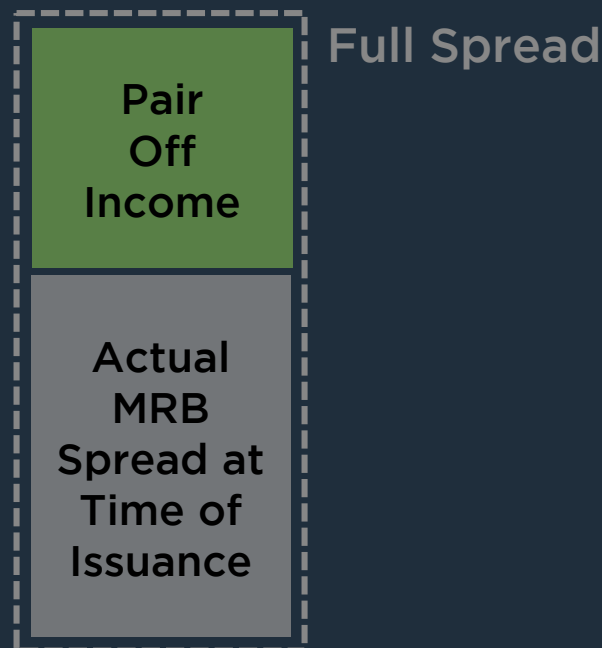 Full Spread
Pair
Off
Income
Actual
MRB
Spread at
Time of
Issuance